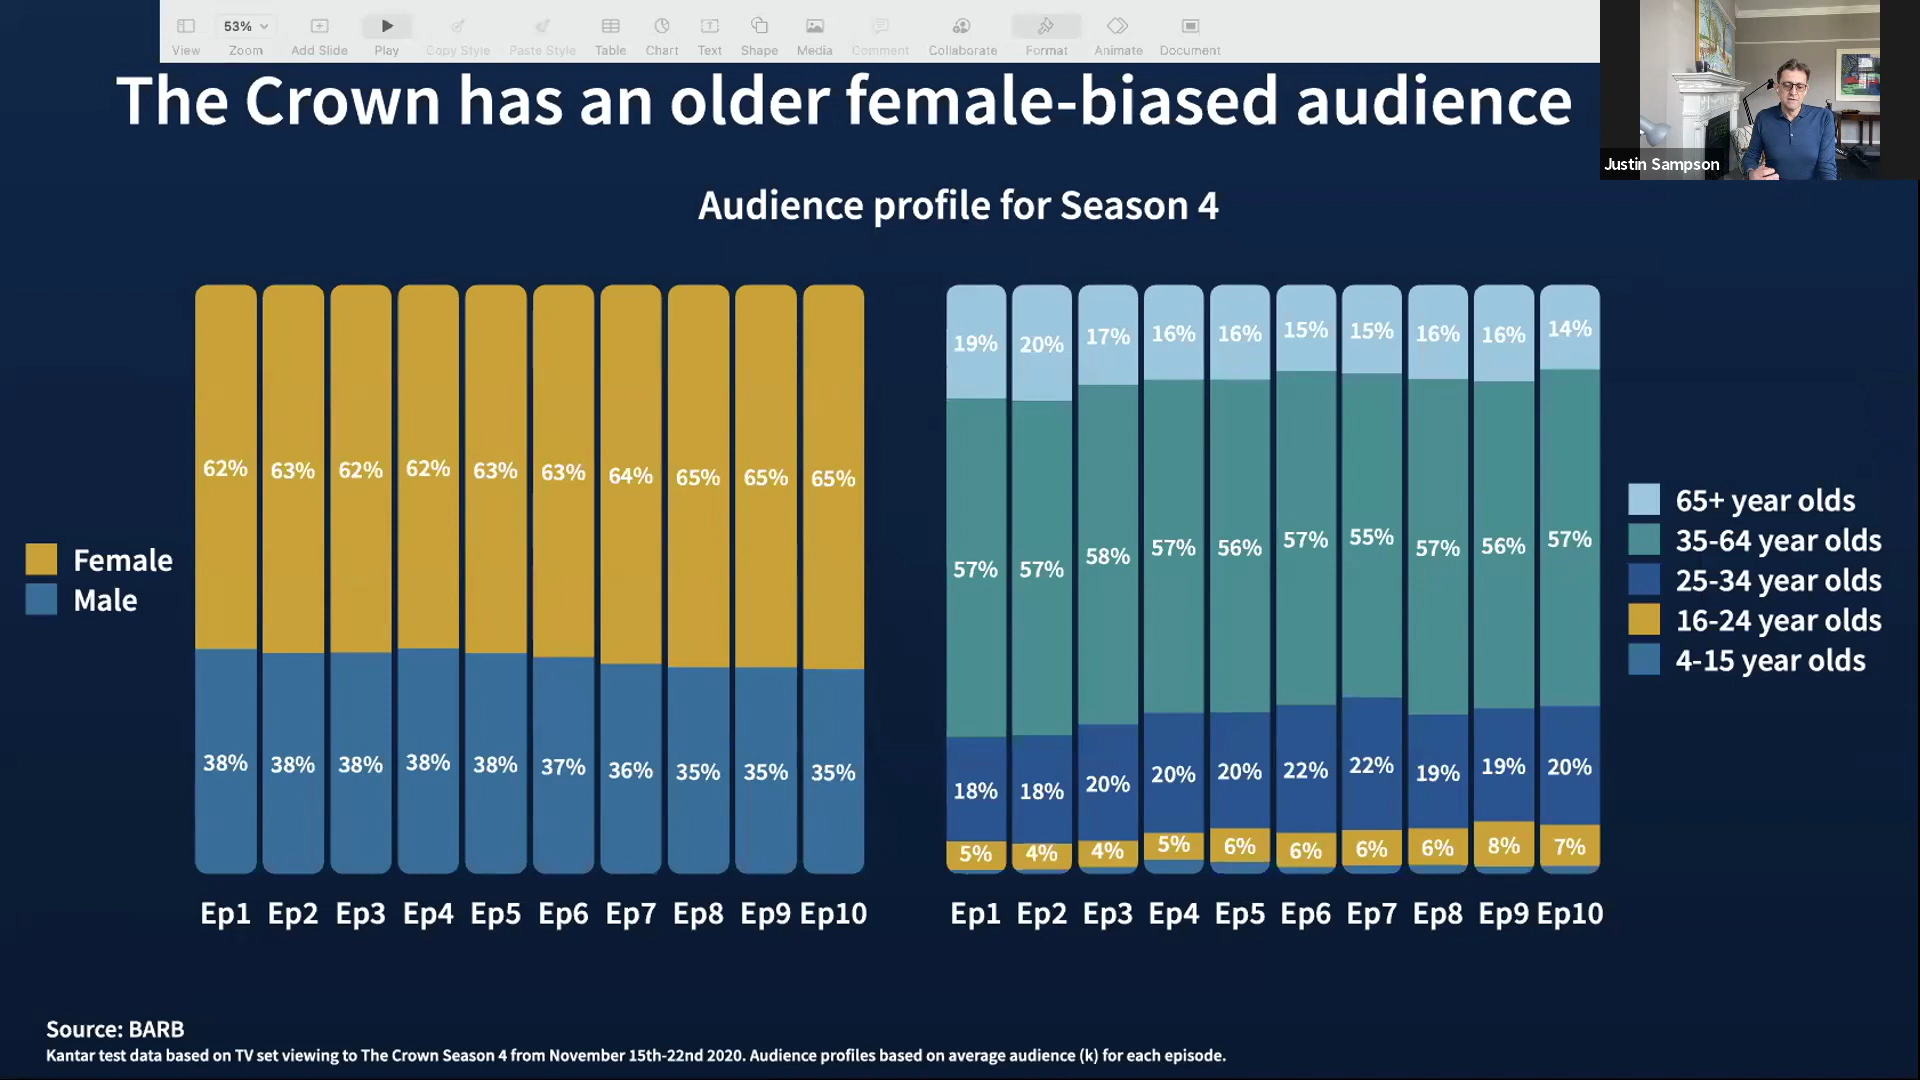 53%
View Zoom Add Slide Play Copy Style Paste Style Table Chart Text Shape Media Comment Collaborate Format Animate Document
The Crown has an older female-biased audience
Justin Sampson
Audience profile for Season 4
62% 63% 62% 62% 63% 63% 64% 65% 65% 65%
38% 38% 38% 38% 38% 37% 36% 35% 35% 35%
Female
Male
Ep1 Ep2 Ep3 Ep4 Ep5 Ep6 Ep7 Ep8 Ep9 Ep10
19% 20% 17% 16% 16% 15% 15% 16% 16% 14%
57% 57% 58% 57% 56% 57% 55% 57% 56% 57%
18% 18% 20% 20% 20% 22% 22% 19% 19% 20%
5% 4% 4% 5% 6% 6% 6% 6% 8% 7%
Ep1 Ep2 Ep3 Ep4 Ep5 Ep6 Ep7 Ep8 Ep9 Ep10
65+ year olds
35-64 year olds
25-34 year olds
16-24 year olds
4-15 year olds
Source: BARB
Kantar test data based on TV set viewing to The Crown Season 4 from November 15th-22nd 2020. Audience profiles based on average audience (k) for each episode.